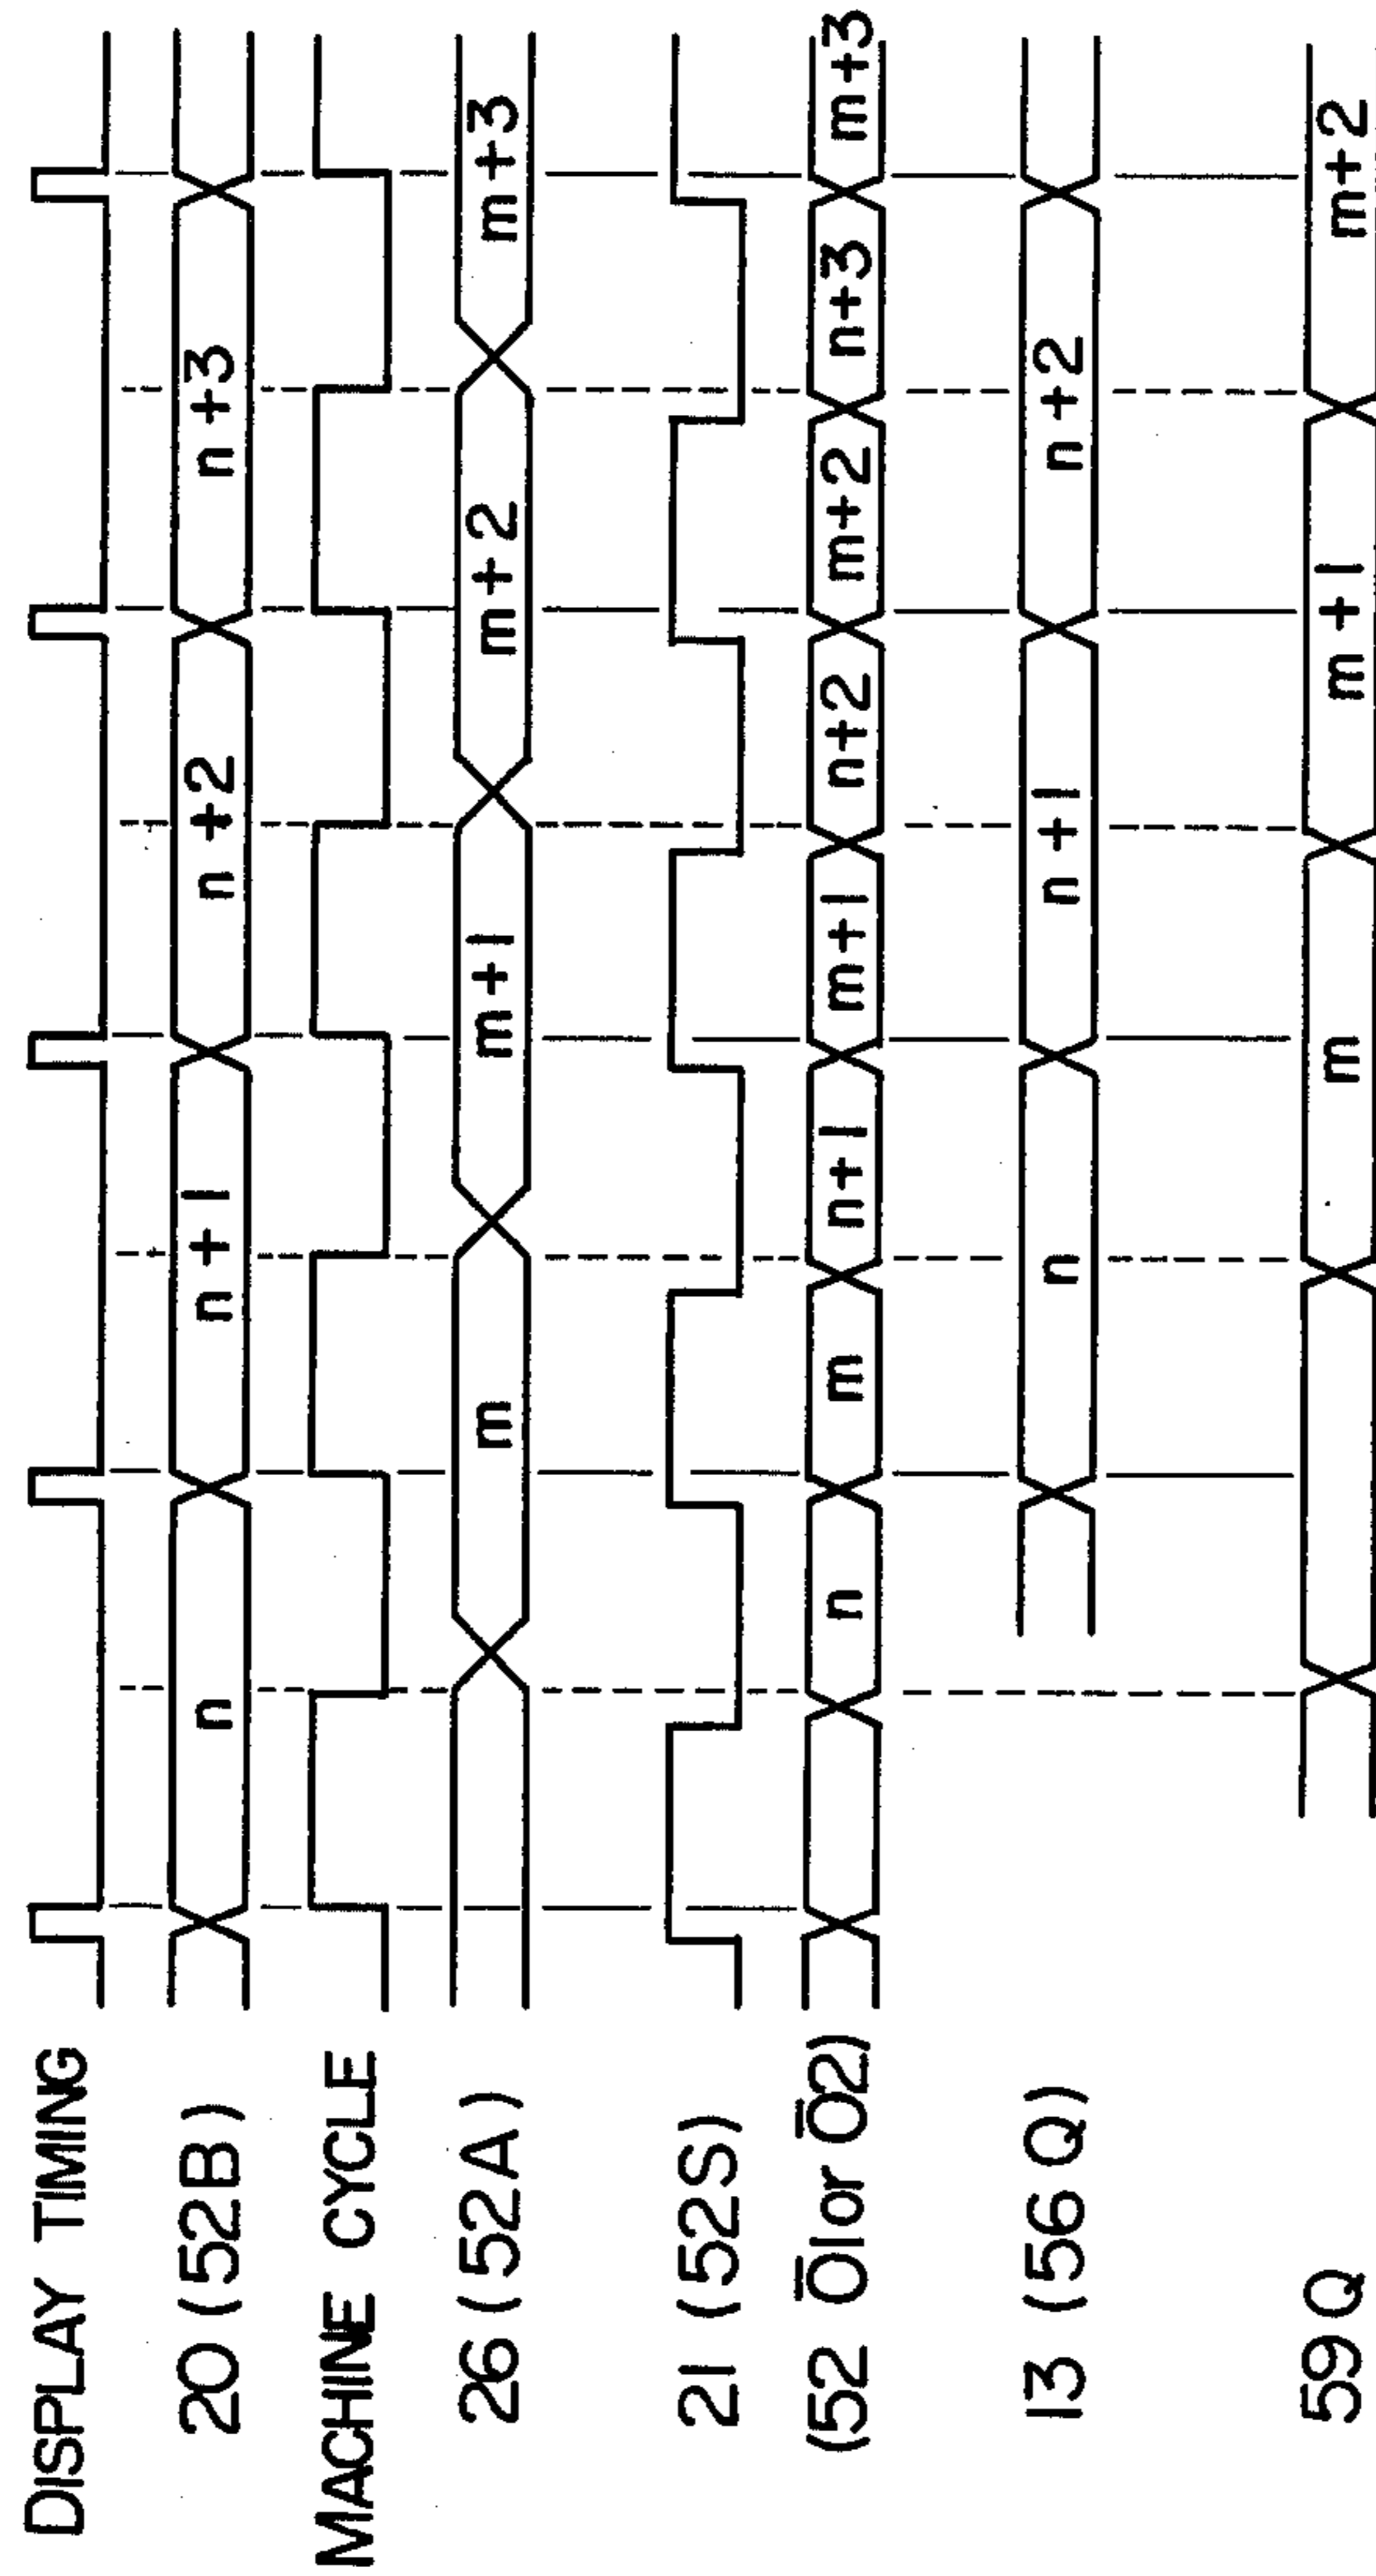 DISPLAY TIMING
20 (52B) n n+1 n+2 n+3
MACHINE CYCLE
26 (52A) m m+1 m+2 m+3
21 (52S)
(52 Ō1 or Ō2) n m n+1 m+1 n+2 m+2 n+3 m+3
13 (56Q) n n+1 n+2
59Q m m+1 m+2